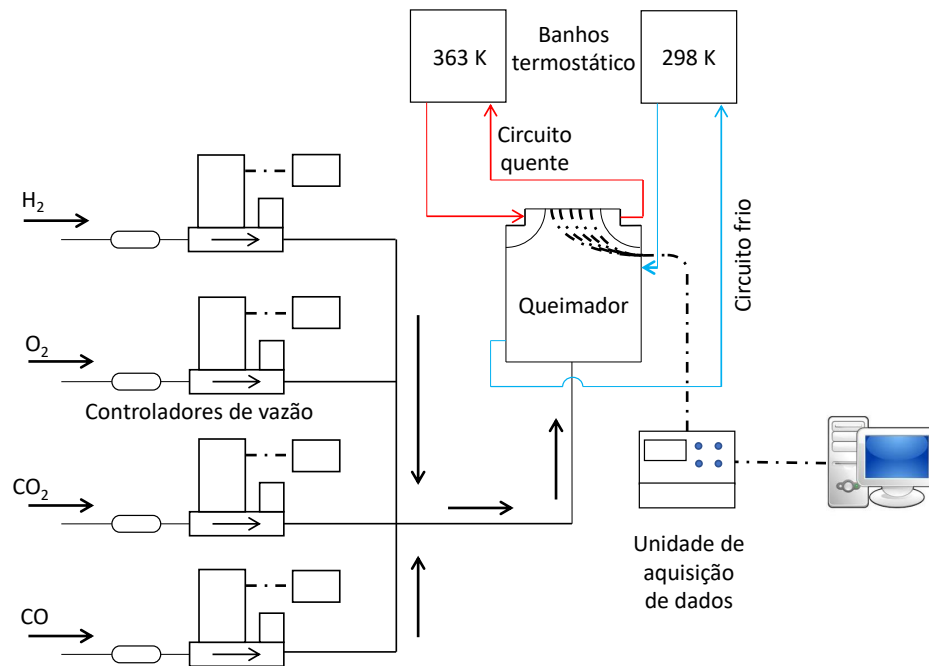 363 K
Banhos
termostático
298 K
Circuito
quente
Circuito frio
H₂
O₂
Controladores de vazão
CO₂
CO
Queimador
Unidade de
aquisição
de dados